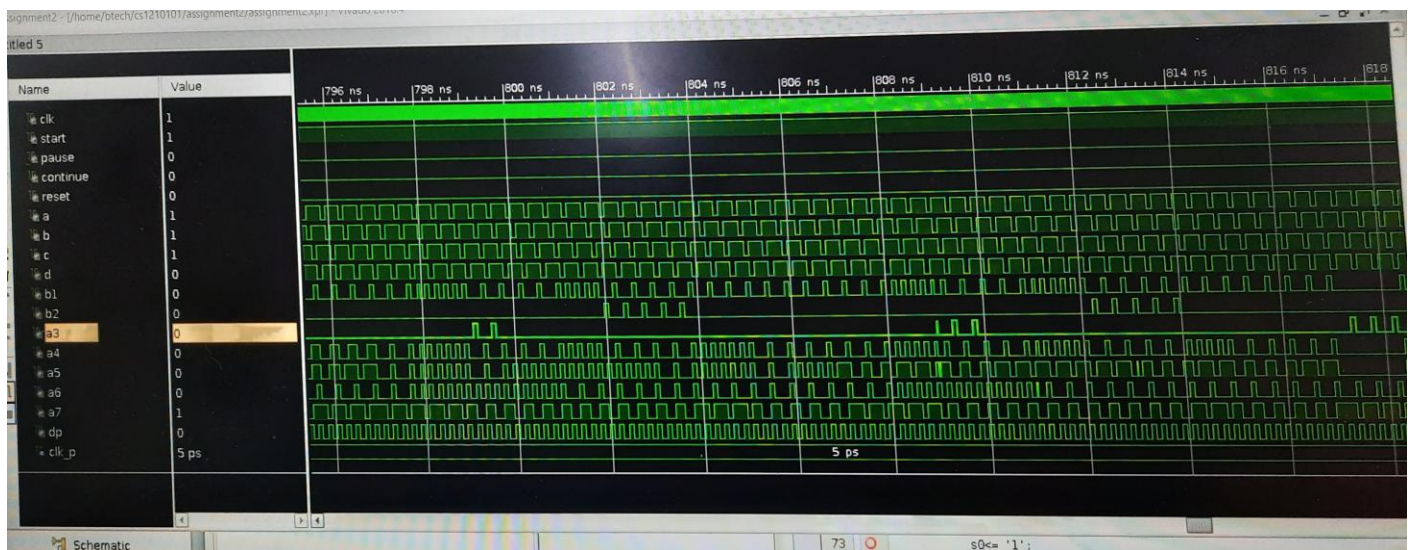 assignment2 - [/home/btech/cs1210101/assignment2/assignment2.xpr] - Vivado 2016.4
titled 5
Name Value
796 ns 798 ns 800 ns 802 ns 804 ns 806 ns 808 ns 810 ns 812 ns 814 ns 816 ns 818
clk 1
start 1
pause 0
continue 0
reset 0
a 1
b 1
c 1
d 0
b1 0
b2 0
a3 0
a4 0
a5 0
a6 0
a7 1
dp 0
clk_p 5 ps 5 ps
Schematic 73 s0<= '1';